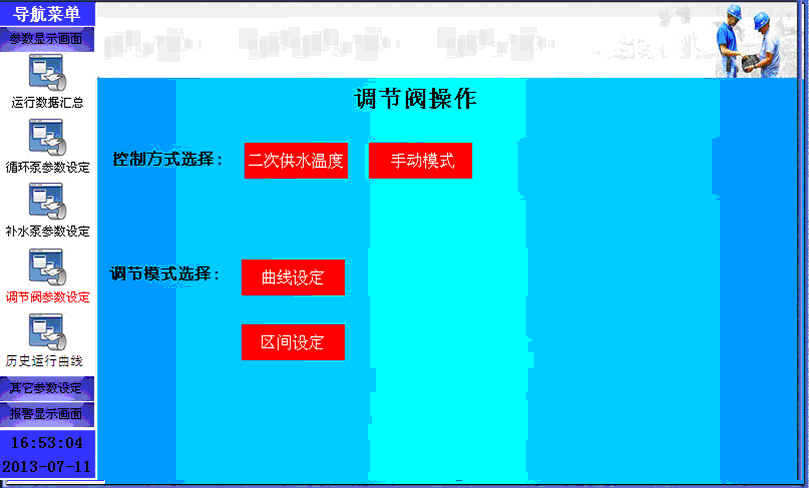 导航菜单
参数显示画面
运行数据汇总
循环泵参数设定
补水泵参数设定
调节阀参数设定
历史运行曲线
其它参数设定
报警显示画面
16:53:04
2013-07-11
调节阀操作
控制方式选择：
二次供水温度
手动模式
调节模式选择：
曲线设定
区间设定